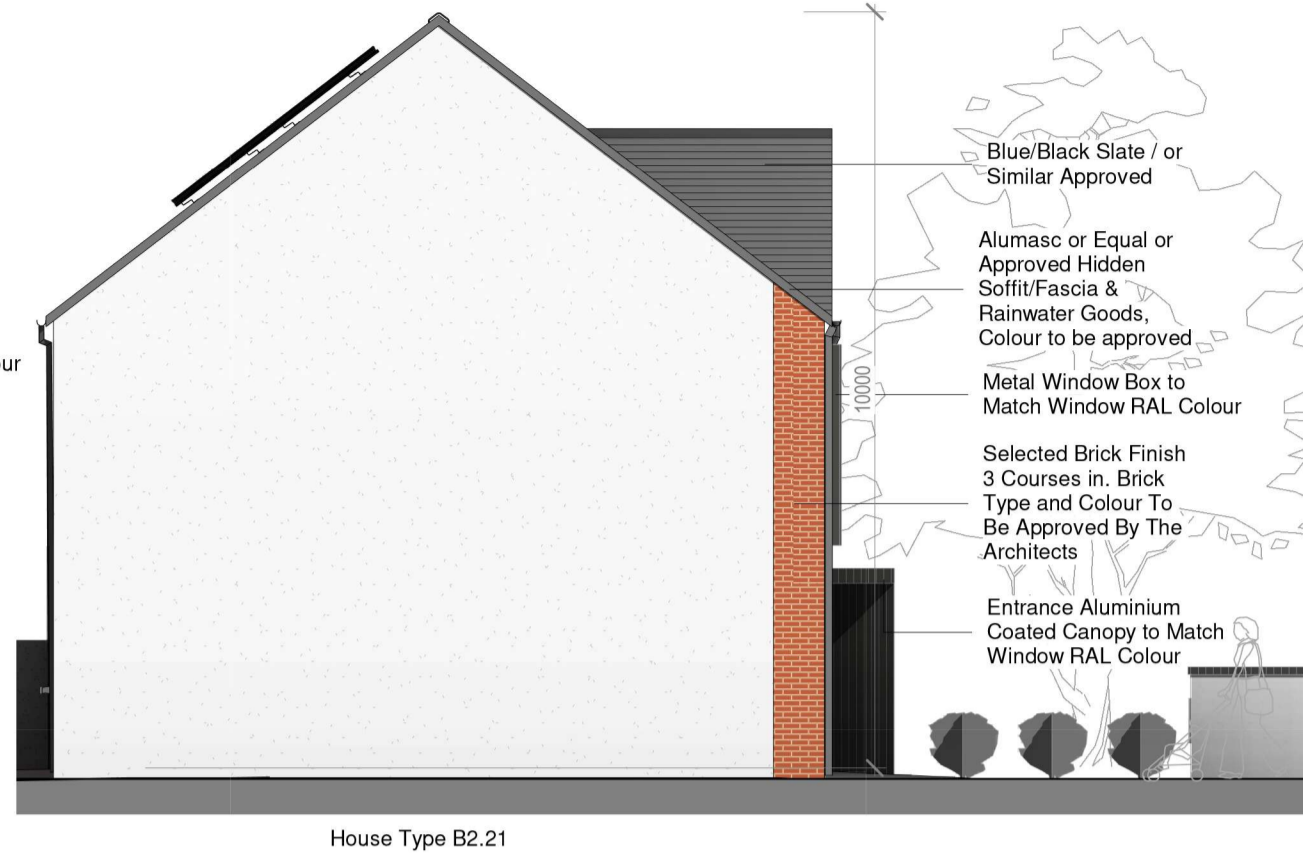 Blue/Black Slate / or
Similar Approved
Alumasc or Equal or
Approved Hidden
Soffit/Fascia &
Rainwater Goods,
Colour to be approved
our
Metal Window Box to
Match Window RAL Colour
10000
Selected Brick Finish
3 Courses in. Brick
Type and Colour To
Be Approved By The
Architects
Entrance Aluminium
Coated Canopy to Match
Window RAL Colour
House Type B2.21